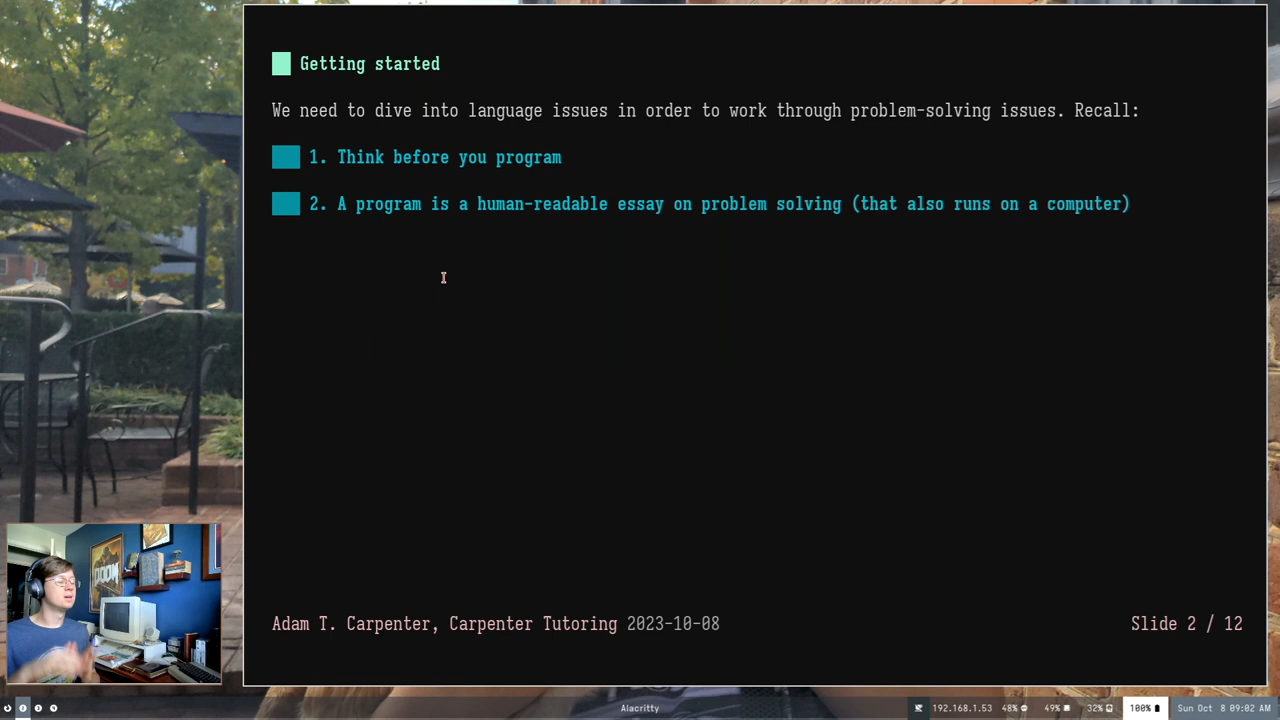 Getting started
We need to dive into language issues in order to work through problem-solving issues. Recall:
1. Think before you program
2. A program is a human-readable essay on problem solving (that also runs on a computer)
DOOM
Adam T. Carpenter, Carpenter Tutoring 2023-10-08
Slide 2 / 12
Alacritty
192.168.1.53 48% 49% 32% 100% Sun Oct 8 09:02 AM